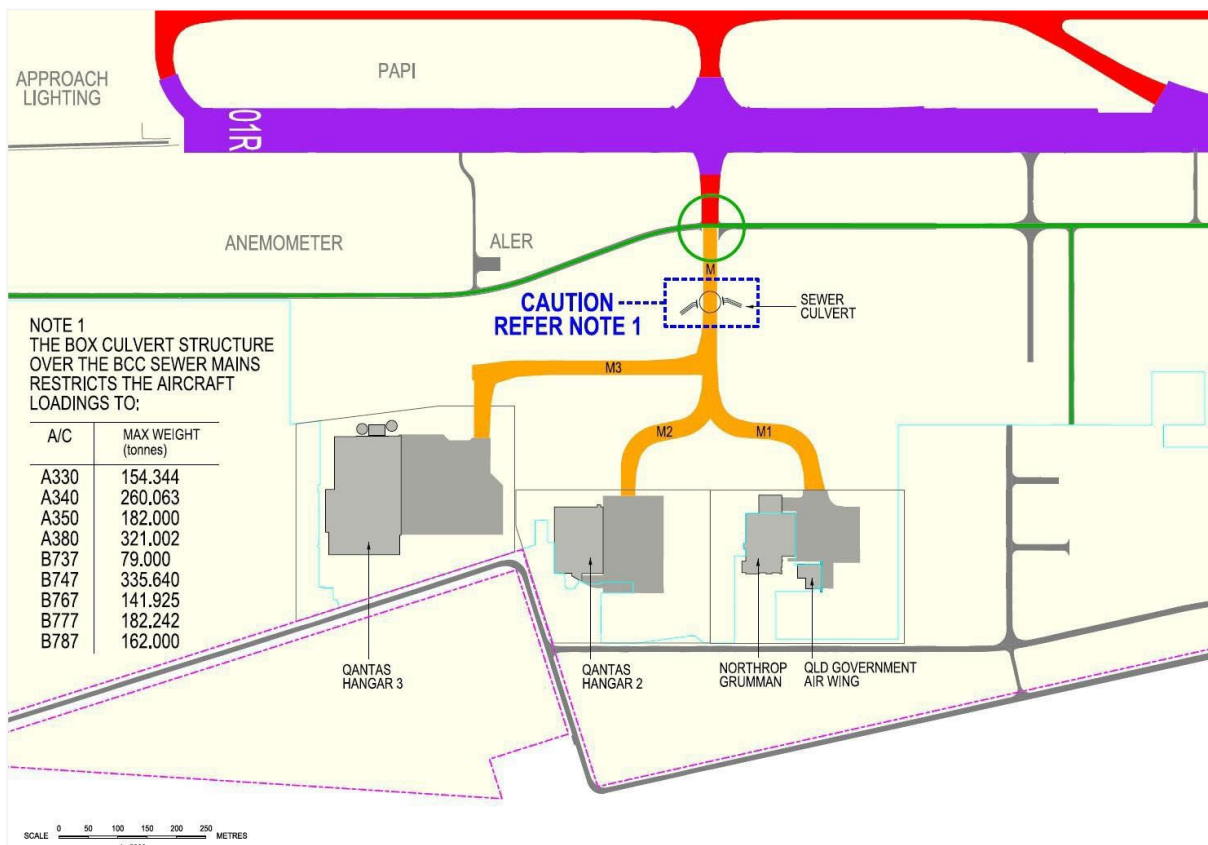 APPROACH
LIGHTING
PAPI
01R
ANEMOMETER
ALER
M
CAUTION
REFER NOTE 1
SEWER
CULVERT
NOTE 1
THE BOX CULVERT STRUCTURE
OVER THE BCC SEWER MAINS
RESTRICTS THE AIRCRAFT
LOADINGS TO:
A/C MAX WEIGHT
(tonnes)
A330 154.344
A340 260.063
A350 182.000
A380 321.002
B737 79.000
B747 335.640
B767 141.925
B777 182.242
B787 162.000
M3
M2
M1
QANTAS
HANGAR 3
QANTAS
HANGAR 2
NORTHROP
GRUMMAN
QLD GOVERNMENT
AIR WING
SCALE 0 50 100 150 200 250 METRES